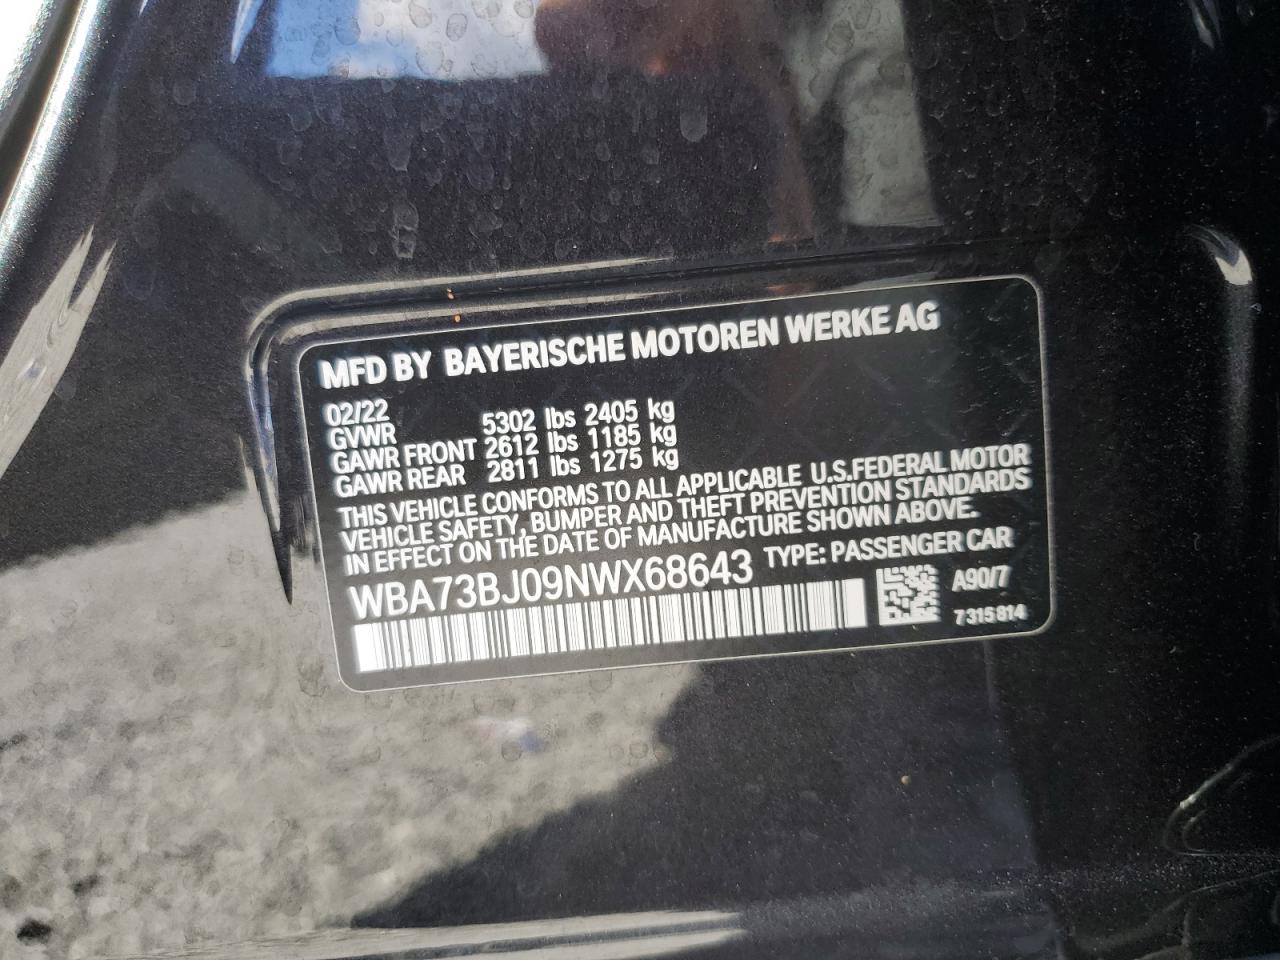 MFD BY BAYERISCHE MOTOREN WERKE AG
02/22
GVWR 5302 lbs 2405 kg
GAWR FRONT 2612 lbs 1185 kg
GAWR REAR 2811 lbs 1275 kg
THIS VEHICLE CONFORMS TO ALL APPLICABLE U.S.FEDERAL MOTOR
VEHICLE SAFETY, BUMPER AND THEFT PREVENTION STANDARDS
IN EFFECT ON THE DATE OF MANUFACTURE SHOWN ABOVE.
WBA73BJ09NWX68643 TYPE: PASSENGER CAR
A90/7
7315814